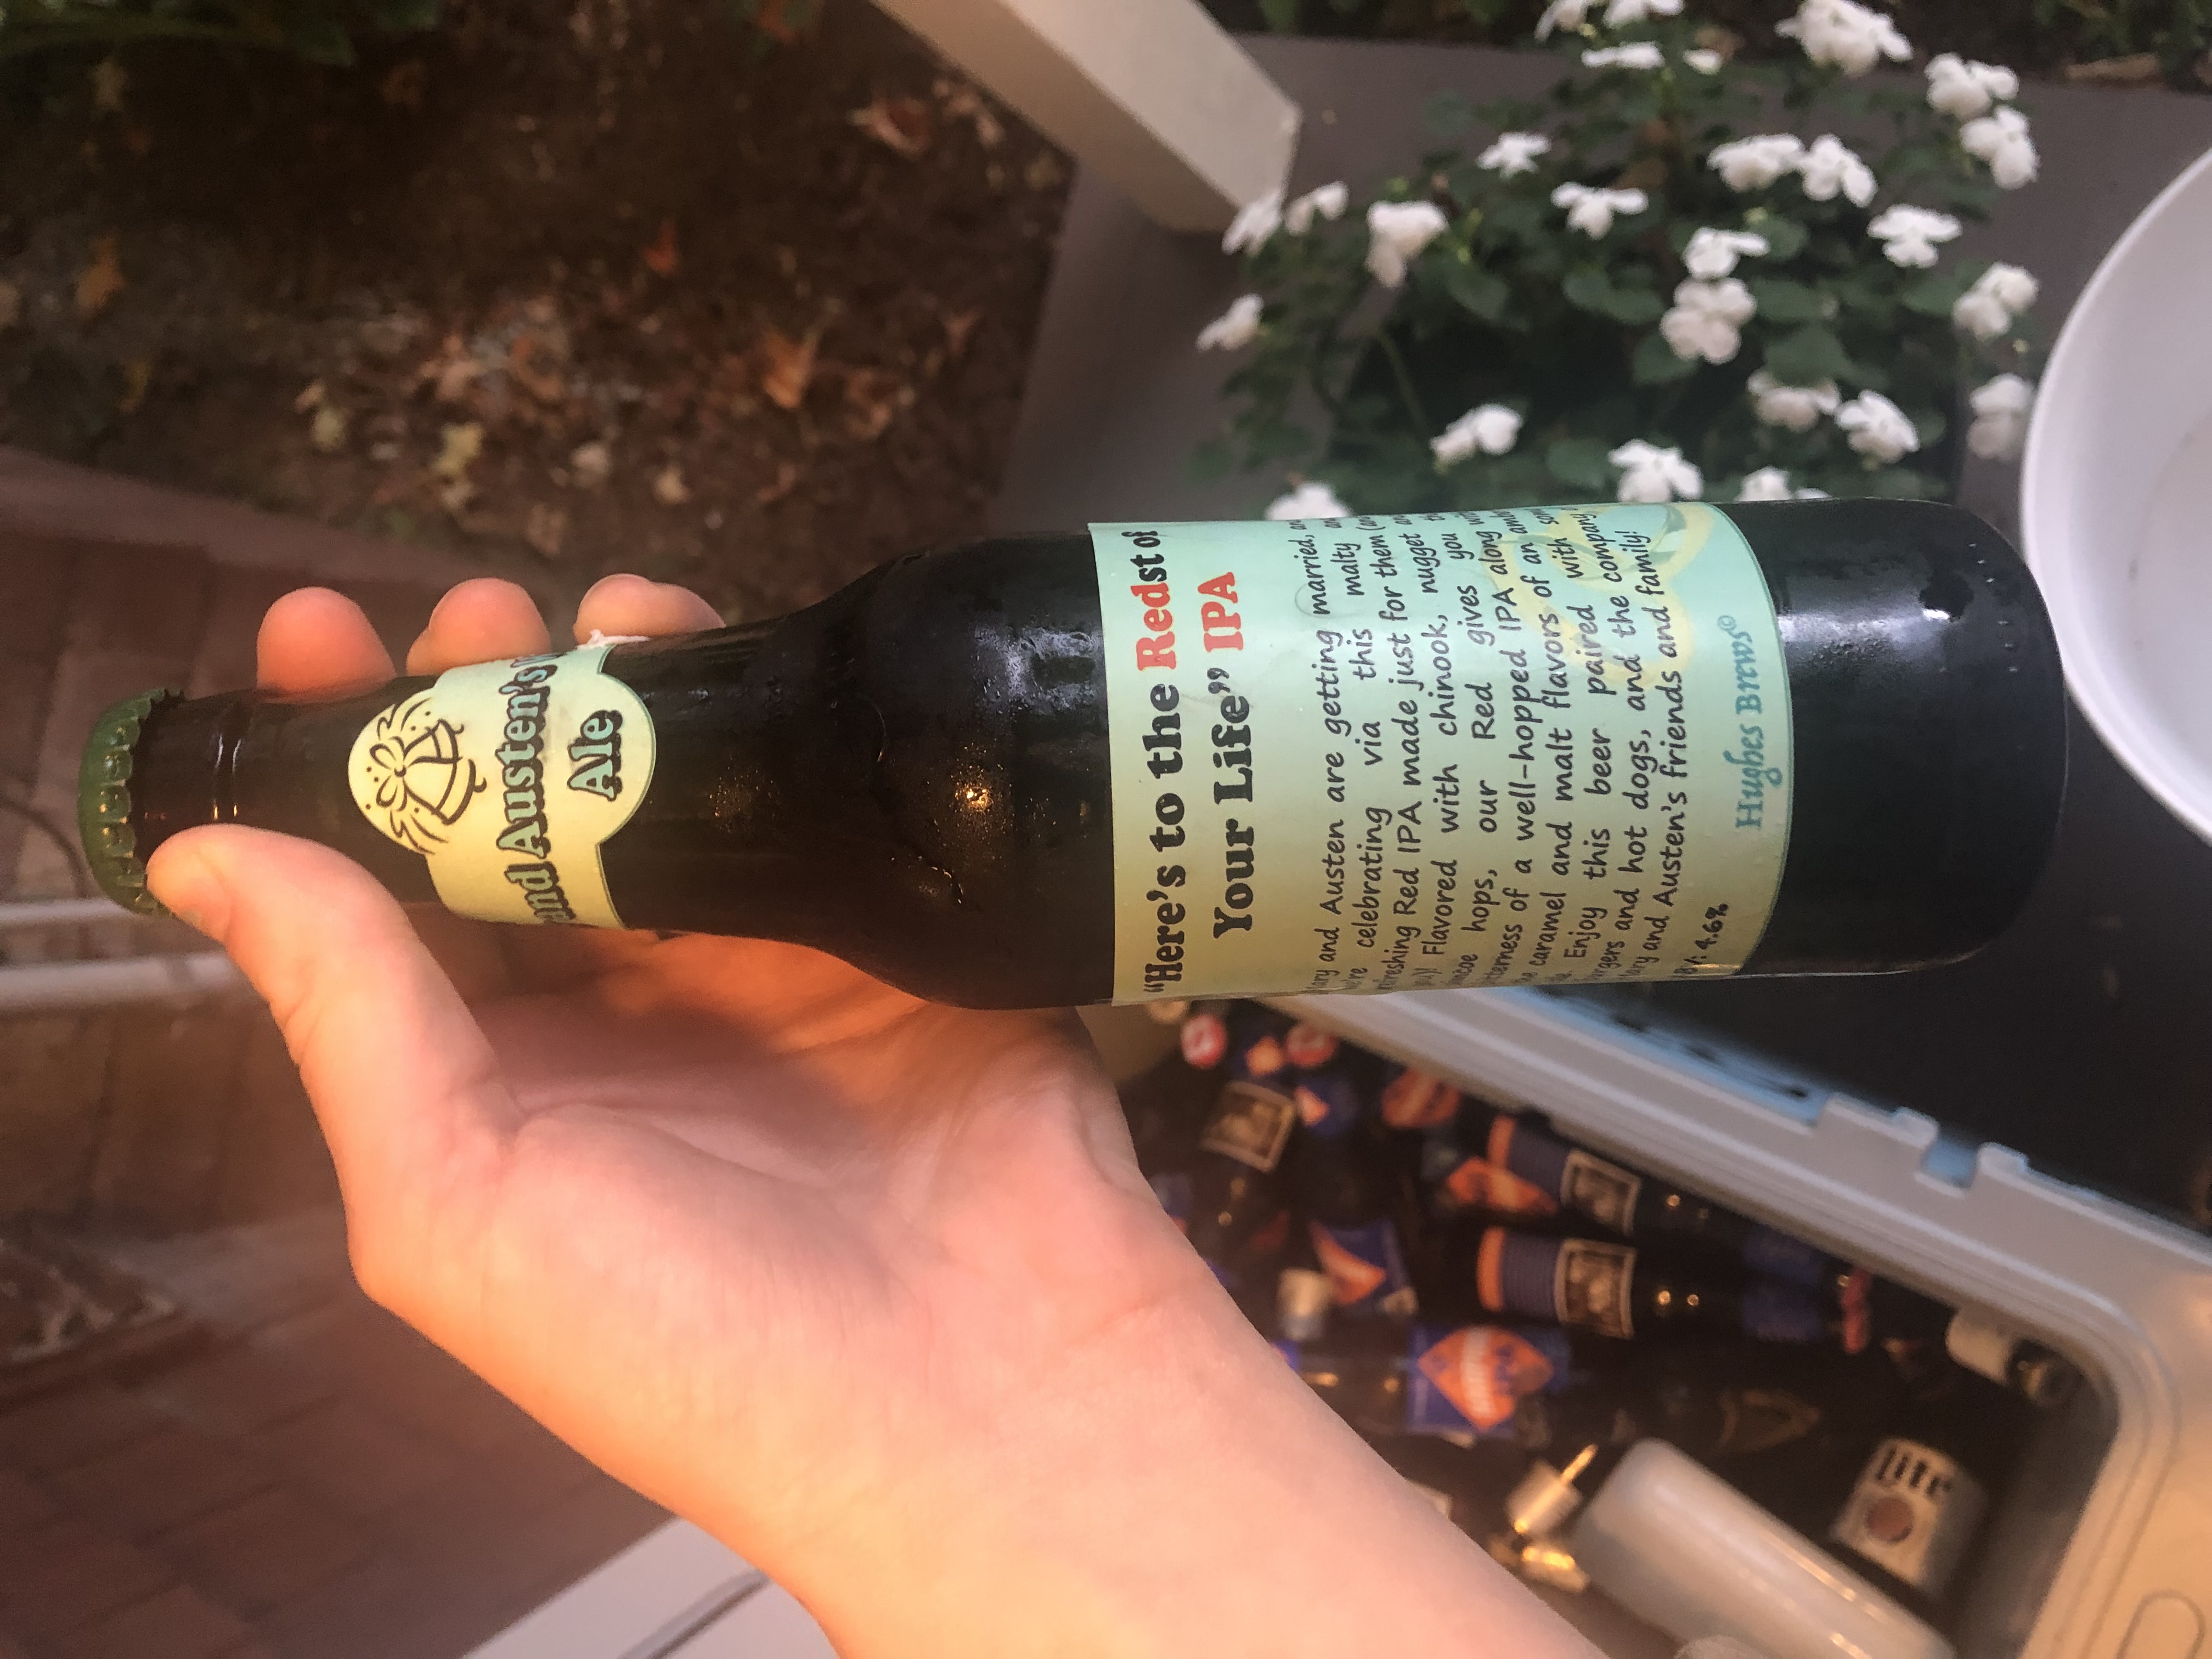 and Austen's
Ale
"Here's to the Redst of
Your Life" IPA
and Austen are getting married,
celebrating via this malty
Red IPA made just for them
Flavored with chinook, nugget
hops, our Red gives you
of a well-hopped IPA along
caramel and malt flavors of an
Enjoy this beer paired with
and hot dogs, and the company
and Austen's friends and family!
4.6%
Hughes Brews©
IPA
Lite